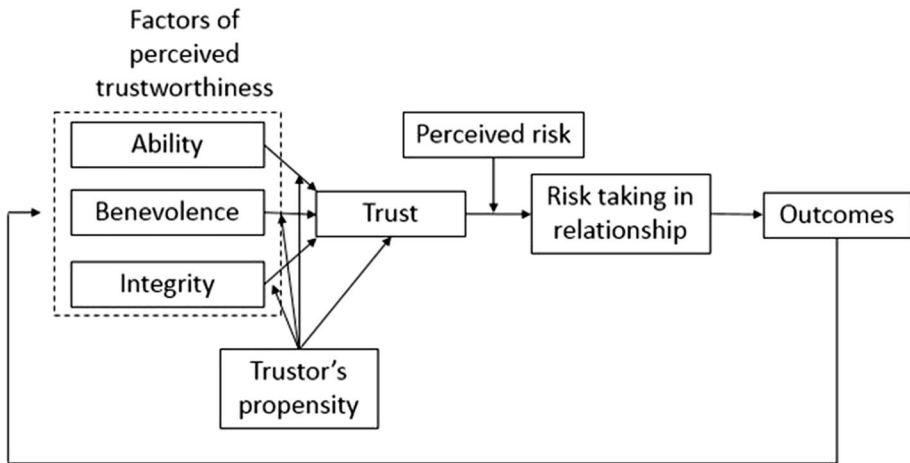 Factors of
perceived
trustworthiness
Ability
Benevolence
Integrity
Trustor’s
propensity
Trust
Perceived risk
Risk taking in
relationship
Outcomes